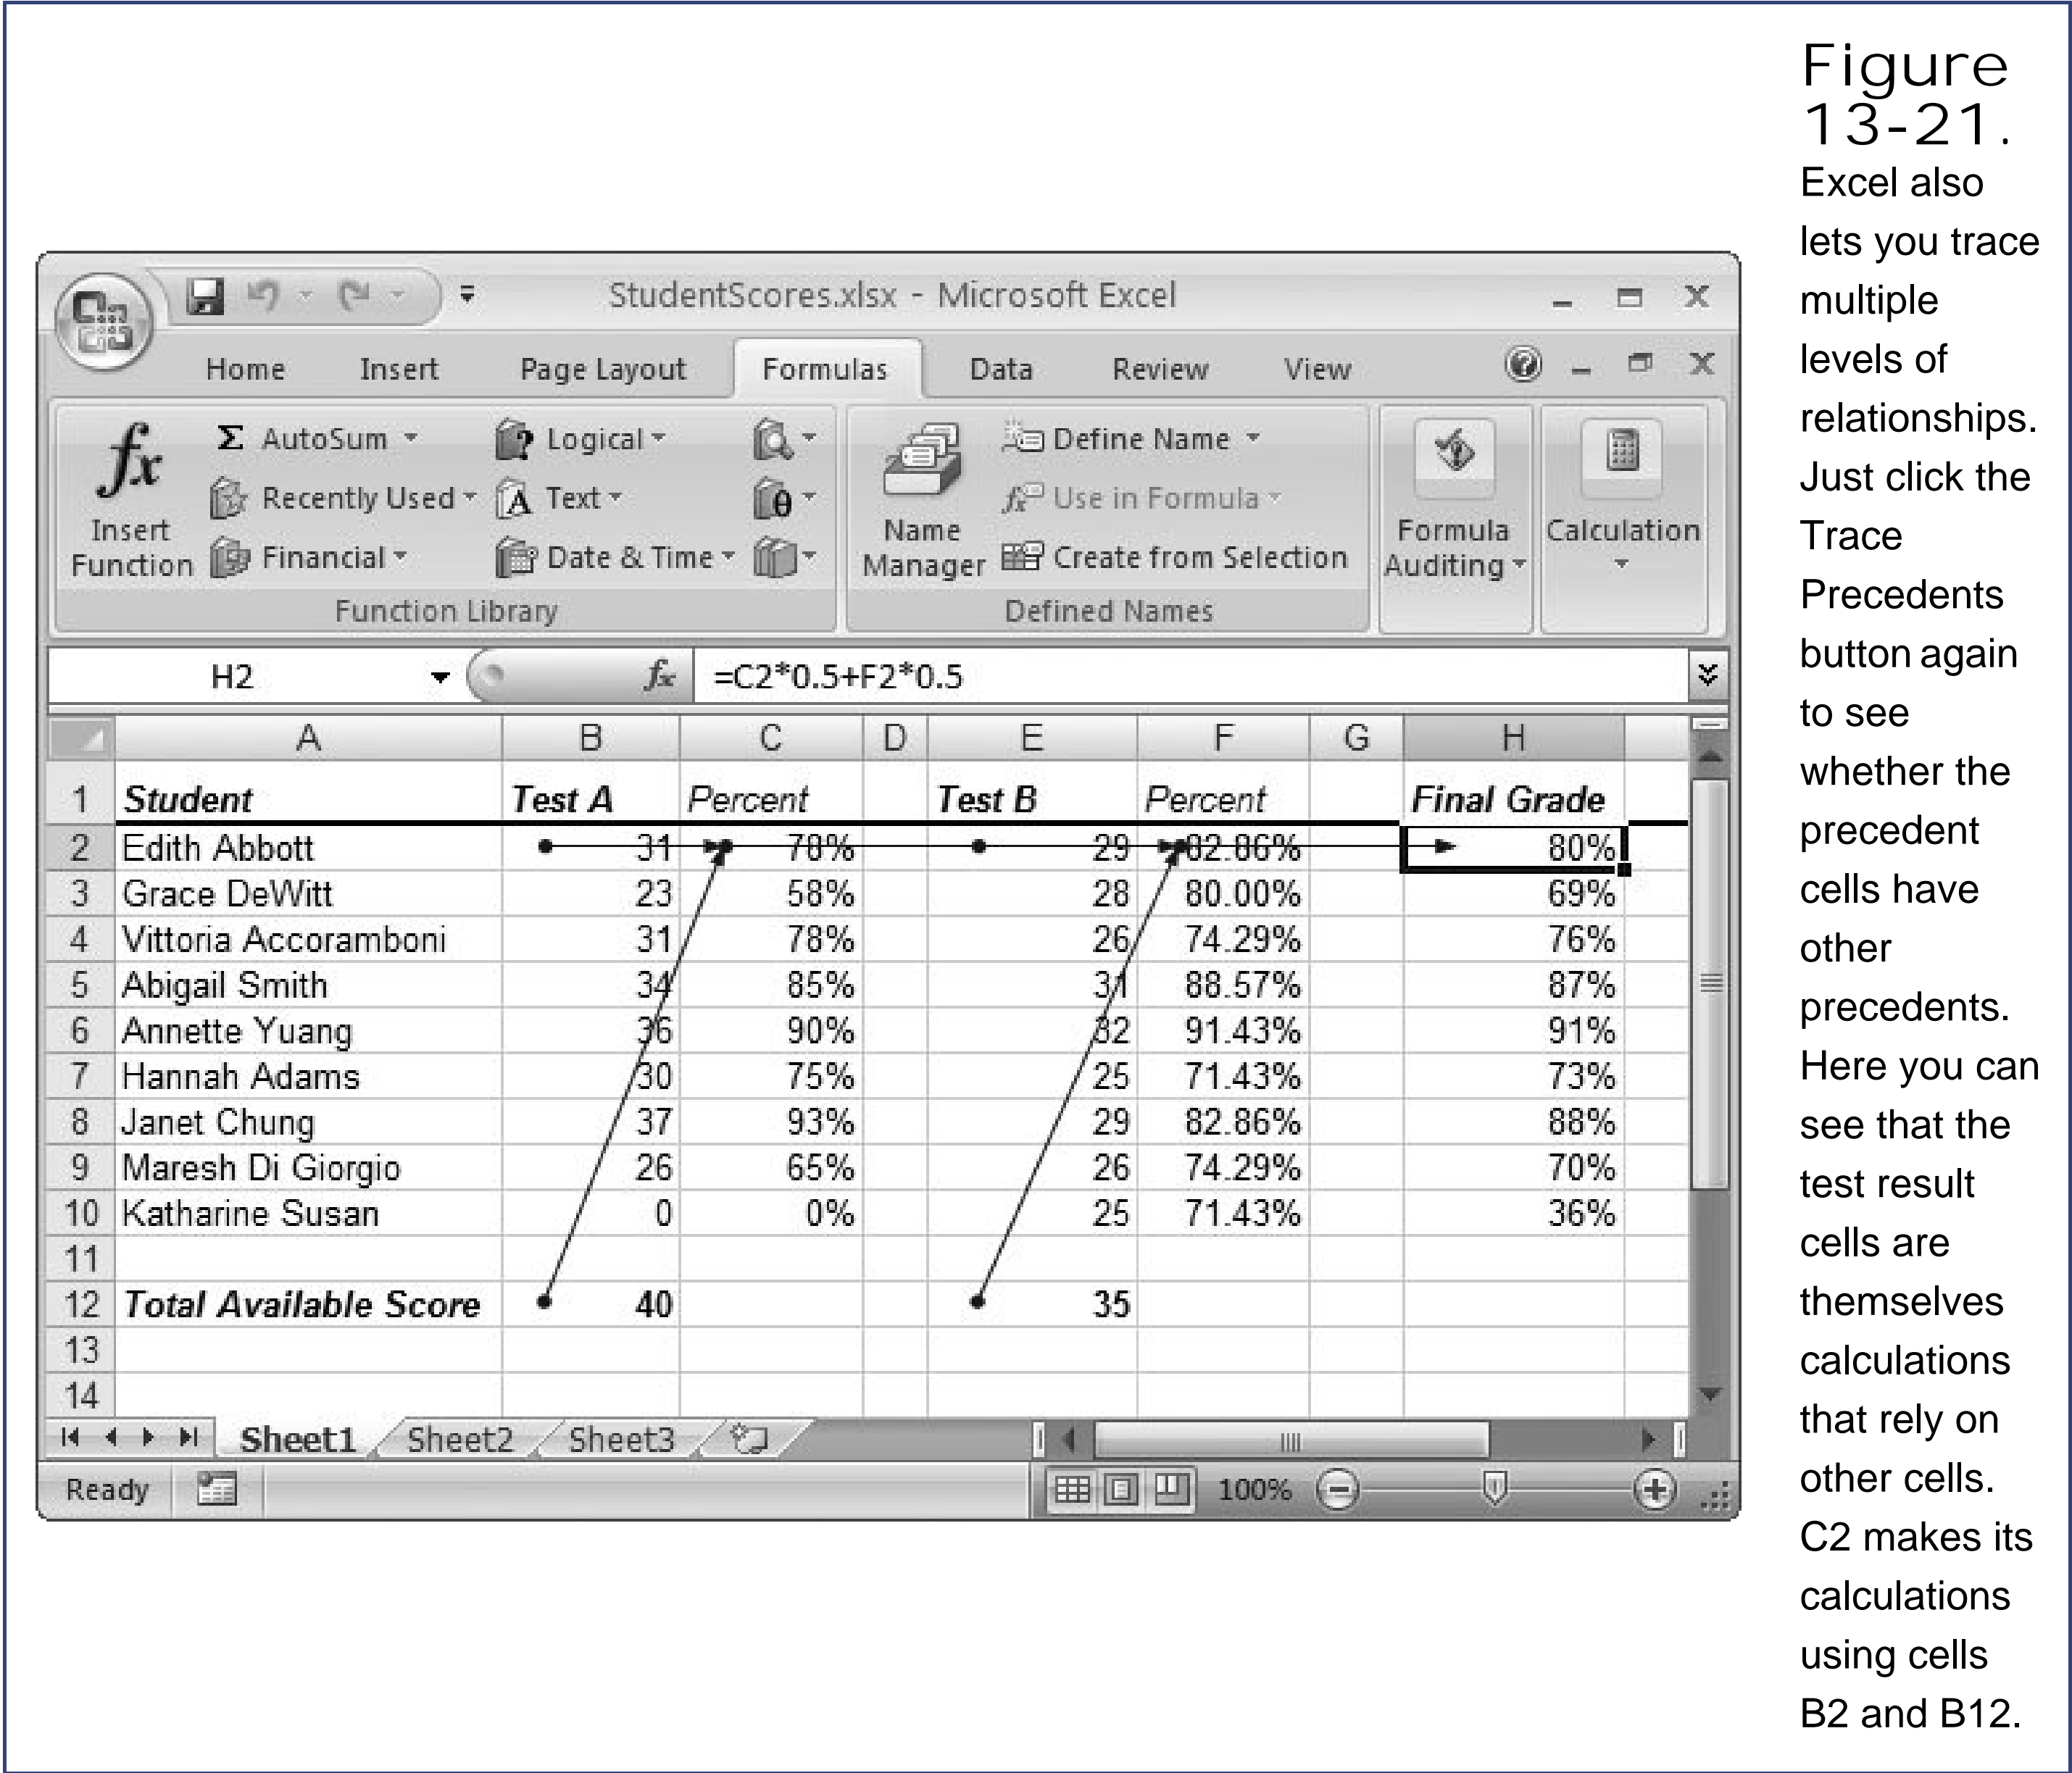 Figure
13-21.
Excel also
lets you trace
multiple
levels of
relationships.
Just click the
Trace
Precedents
button again
to see
whether the
precedent
cells have
other
precedents.
Here you can
see that the
test result
cells are
themselves
calculations
that rely on
other cells.
C2 makes its
calculations
using cells
B2 and B12.
StudentScores.xlsx - Microsoft Excel
Home Insert Page Layout Formulas Data Review View
fx Insert Function
Σ AutoSum
Recently Used
Financial
Logical
Text
Date & Time
Function Library
Name Manager
Define Name
Use in Formula
Create from Selection
Defined Names
Formula Auditing
Calculation
H2 fx =C2*0.5+F2*0.5
A B C D E F G H
1 Student Test A Percent Test B Percent Final Grade
2 Edith Abbott 31 78% 29 82.86% 80%
3 Grace DeWitt 23 58% 28 80.00% 69%
4 Vittoria Accoramboni 31 78% 26 74.29% 76%
5 Abigail Smith 34 85% 31 88.57% 87%
6 Annette Yuang 36 90% 32 91.43% 91%
7 Hannah Adams 30 75% 25 71.43% 73%
8 Janet Chung 37 93% 29 82.86% 88%
9 Maresh Di Giorgio 26 65% 26 74.29% 70%
10 Katharine Susan 0 0% 25 71.43% 36%
11
12 Total Available Score 40 35
13
14
Sheet1 Sheet2 Sheet3
Ready 100%